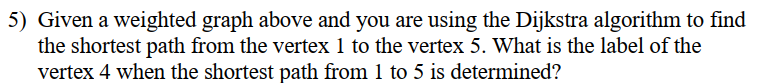 5) Given a weighted graph above and you are using the Dijkstra algorithm to find
the shortest path from the vertex 1 to the vertex 5. What is the label of the
vertex 4 when the shortest path from 1 to 5 is determined?